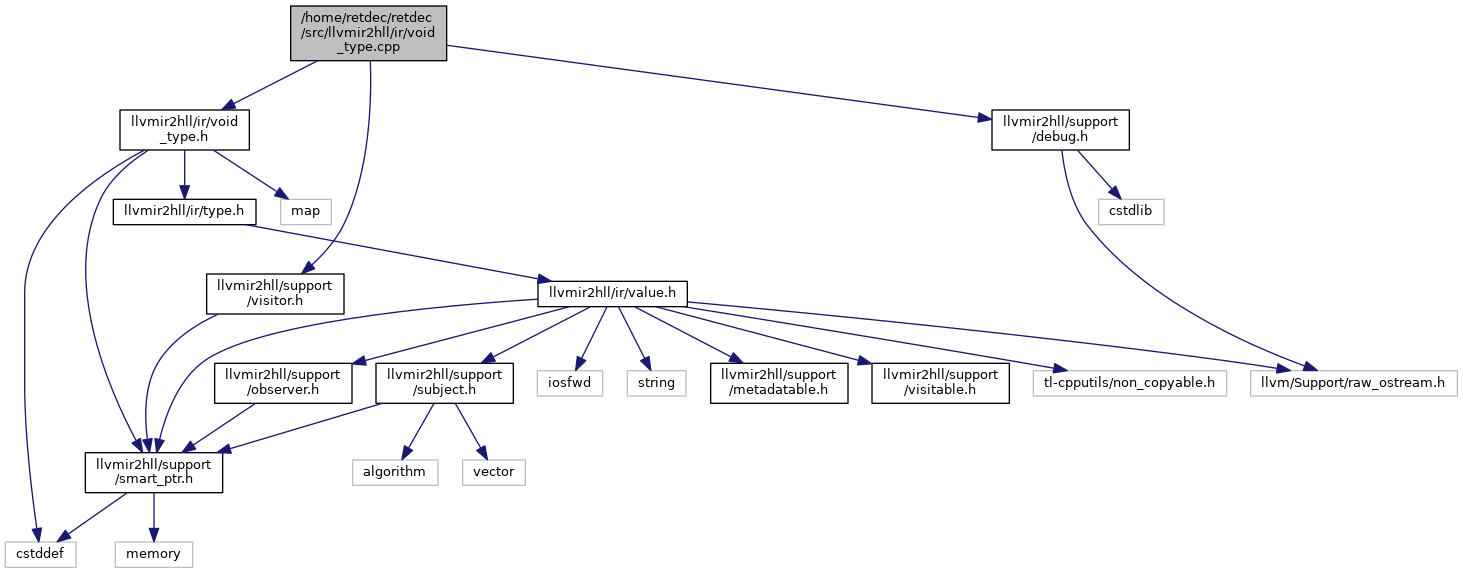 /home/retdec/retdec
/src/llvmir2hll/ir/void
_type.cpp
llvmir2hll/ir/void
_type.h
llvmir2hll/support
/debug.h
llvmir2hll/ir/type.h
map
cstdlib
llvmir2hll/support
/visitor.h
llvmir2hll/ir/value.h
llvmir2hll/support
/observer.h
llvmir2hll/support
/subject.h
iosfwd
string
llvmir2hll/support
/metadatable.h
llvmir2hll/support
/visitable.h
tl-cpputils/non_copyable.h
llvm/Support/raw_ostream.h
llvmir2hll/support
/smart_ptr.h
algorithm
vector
cstddef
memory